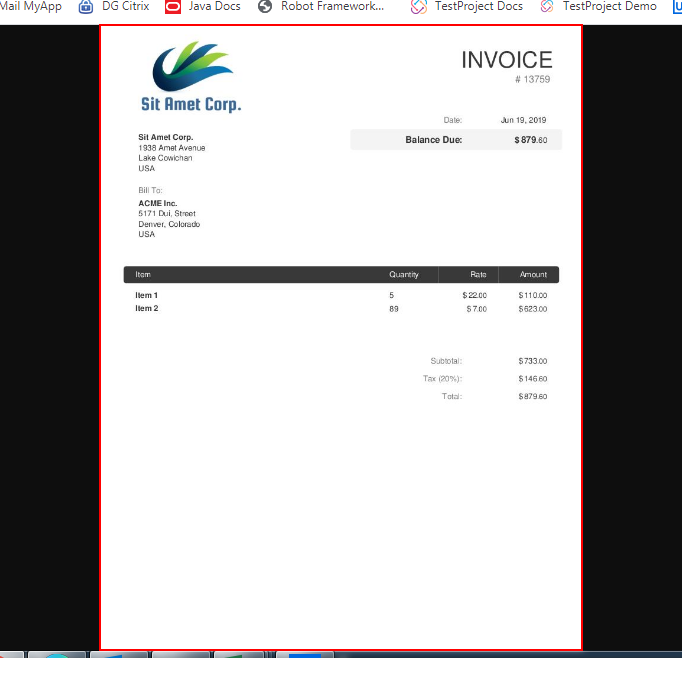 Mail MyApp DG Citrix Java Docs Robot Framework... TestProject Docs TestProject Demo
Sit Amet Corp.
INVOICE
# 13759
Date: Jun 19, 2019
Balance Due: $ 879.60
Sit Amet Corp.
1938 Amet Avenue
Lake Cowichan
USA
Bill To:
ACME Inc.
5171 Dui, Street
Denver, Colorado
USA
Item Quantity Rate Amount
Item 1 5 $ 22.00 $ 110.00
Item 2 89 $ 7.00 $ 623.00
Subtotal: $ 733.00
Tax (20%): $ 146.60
Total: $ 879.60